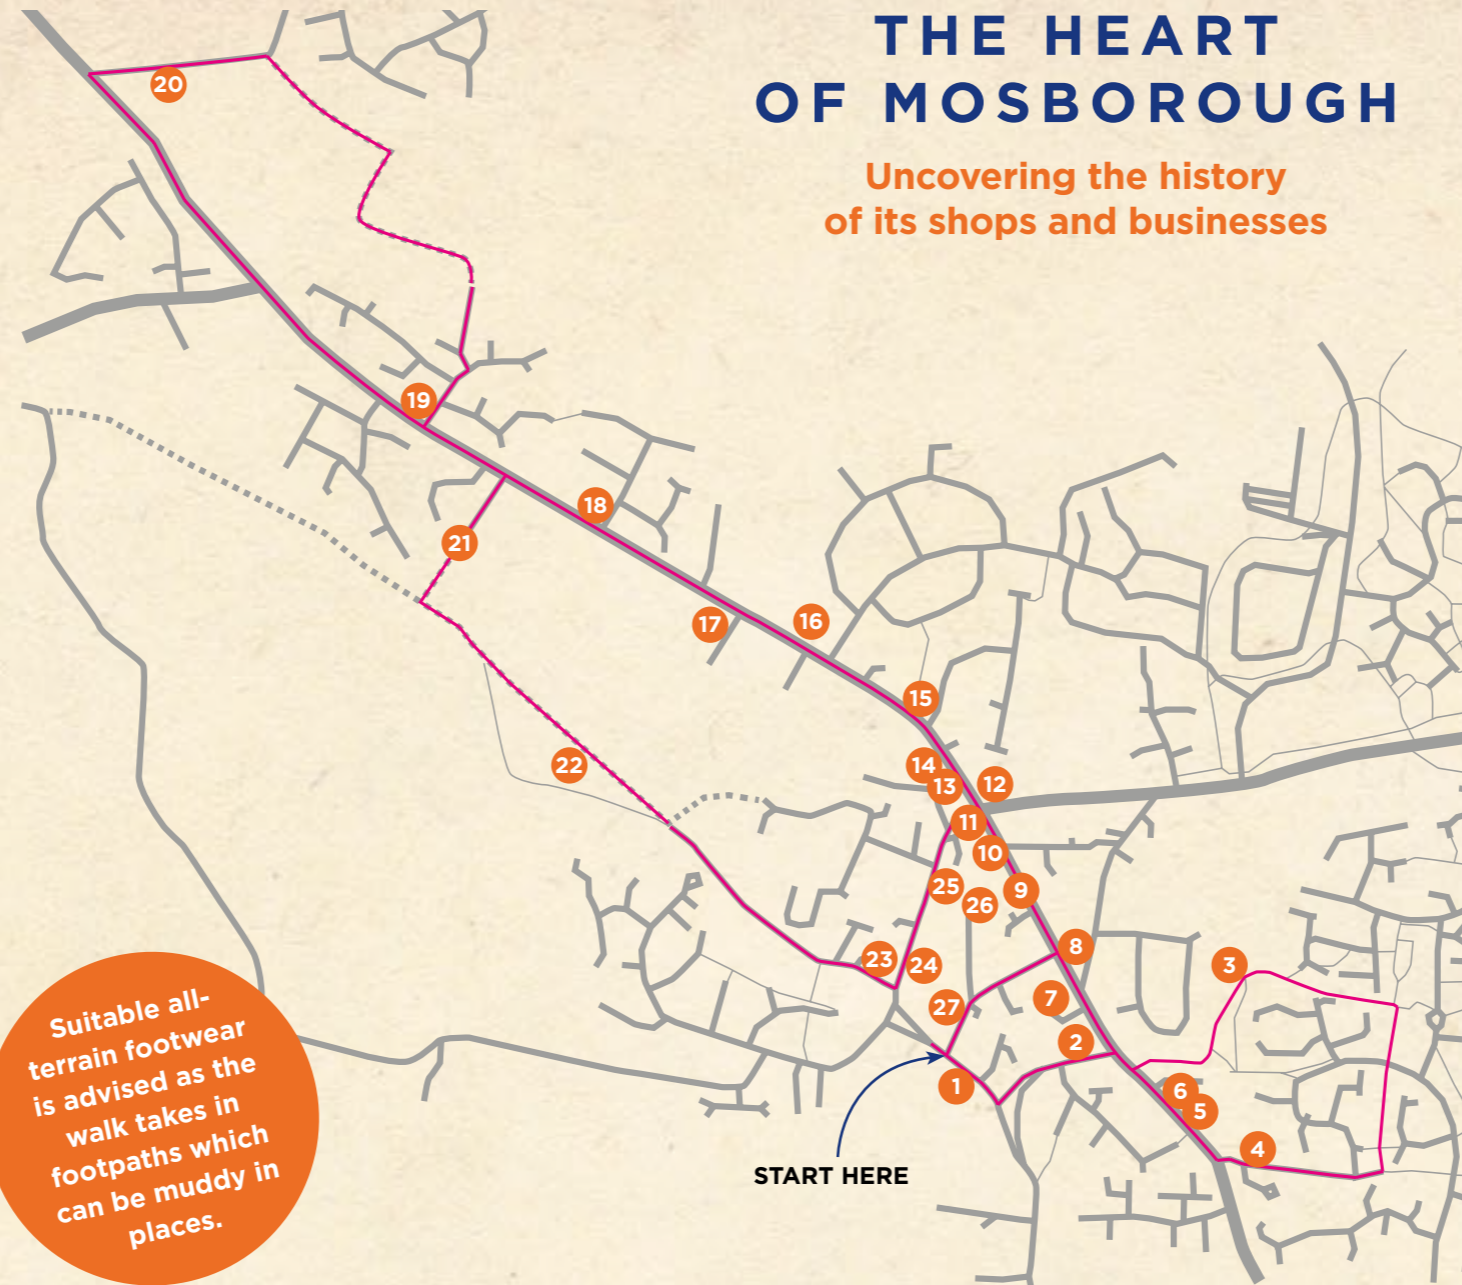 THE HEART
OF MOSBOROUGH
Uncovering the history
of its shops and businesses
20
19
18
21
17
16
15
22
14
13
12
11
10
25
9
26
8
23
24
3
27
7
2
1
6
5
4
START HERE
Suitable all-
terrain footwear
is advised as the
walk takes in
footpaths which
can be muddy in
places.